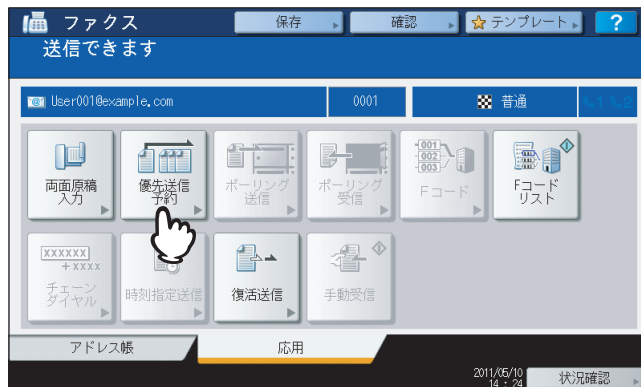 ファクス
保存
確認
テンプレート
?
送信できます
User001@example.com
0001
普通
1
2
両面原稿
入力
優先送信
予約
ポーリング
送信
ポーリング
受信
001
002
003
Fコード
Fコード
リスト
XXXXXX
+XXXX
チェーン
ダイヤル
時刻指定送信
復活送信
手動受信
アドレス帳
応用
2011/05/10
14 : 24
状況確認